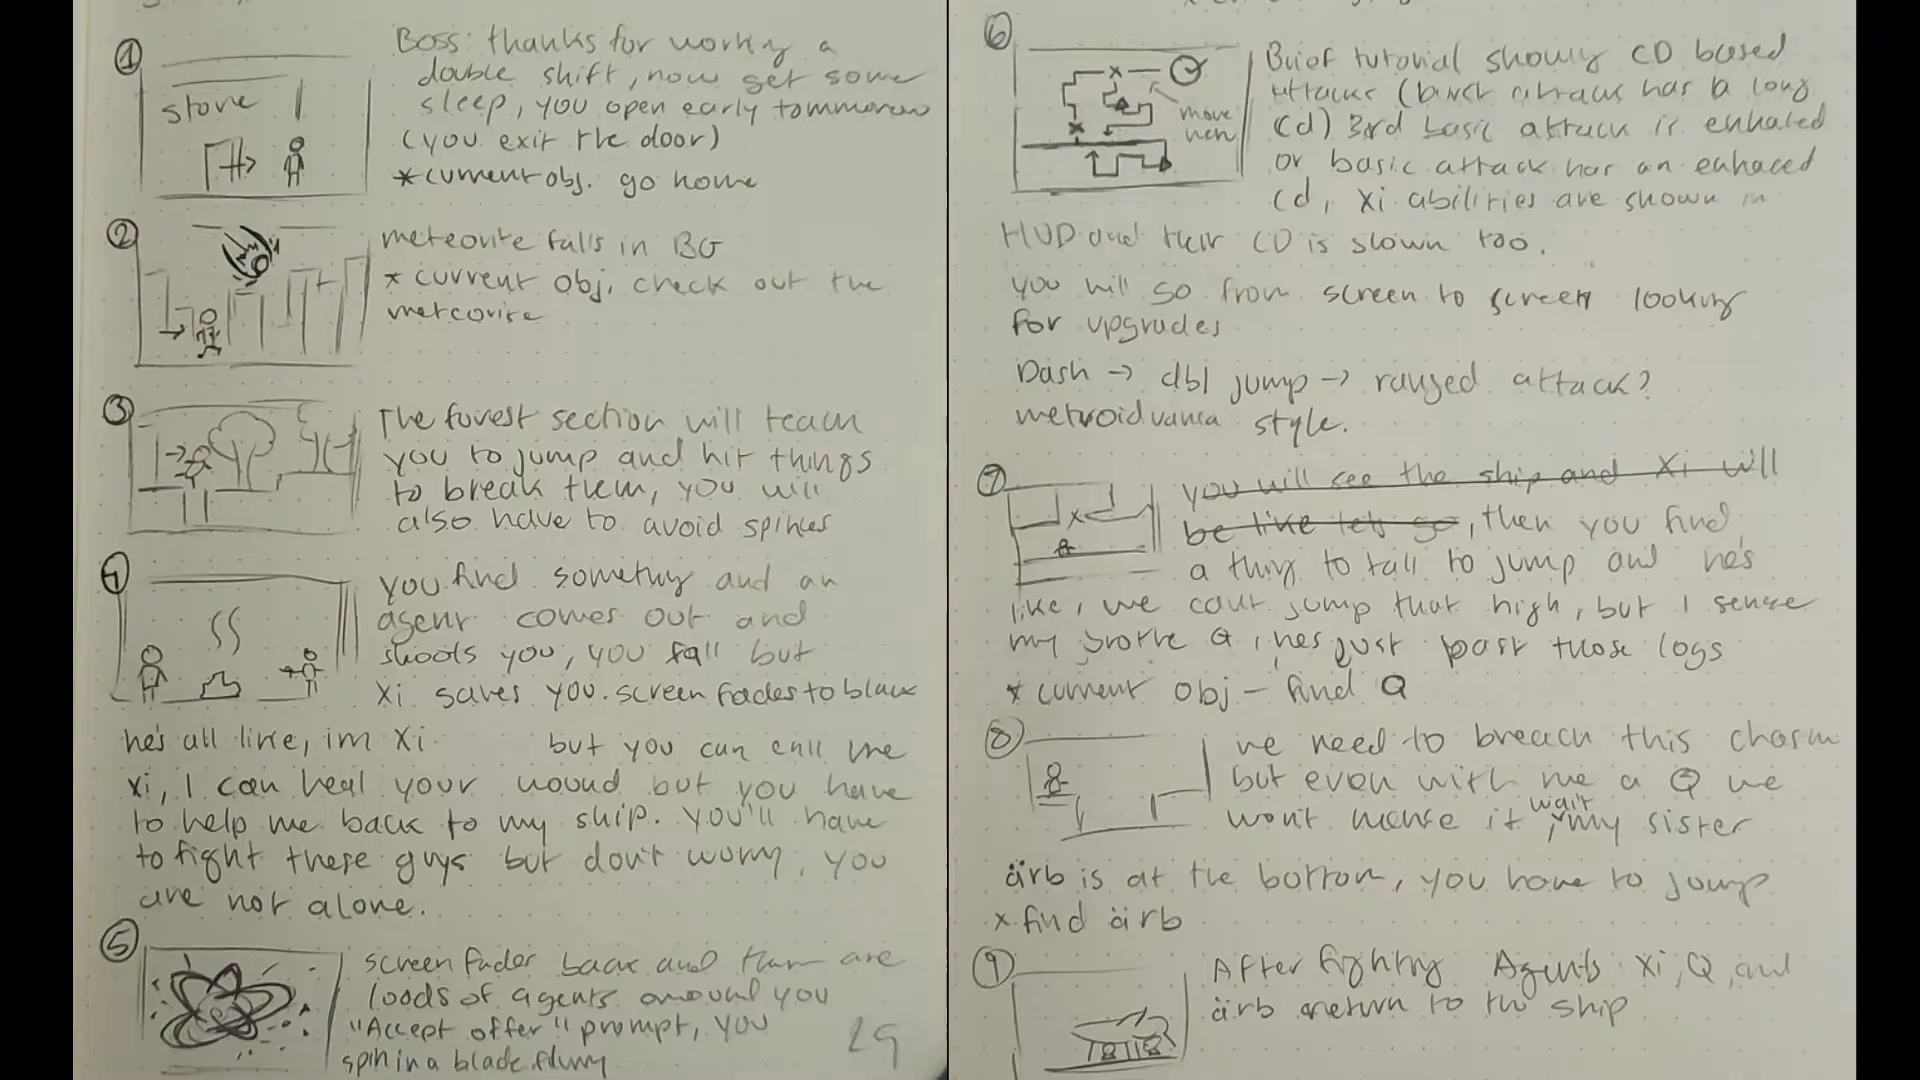 1
Boss: thanks for working a
double shift, now get some
sleep, you open early tommorow
(you exit the door)
*current obj. go home
store
2
meteorite falls in BG
* current obj. check out the
meteorite
3
The forest section will teach
you to jump and hit things
to break them, you will
also have to avoid spikes
4
you find something and an
agent comes out and
shoots you, you fall but
Xi saves you. screen fades to black
he's all like, im Xi but you can call me
Xi, I can heal your wound but you have
to help me back to my ship. you'll have
to fight these guys but don't worry, you
are not alone.
5
screen fades back and there are
loads of agents around you
"Accept offer" prompt, you
spin in a blade flurry
29
6
Brief tutorial showing CD based
attacks ( attack has a long
cd) 3rd basic attack is enhaced
or basic attack has an enhaced
cd, Xi abilities are shown in
HUD and their CD is shown too.
move
you will go from screen to screen looking
for upgrades
Dash → dbl jump → ranged attack?
metroidvania style.
7
you will see the ship and Xi will
be like lets go, then you find
a thing to tall to jump and he's
like, we cant jump that high, but I sense
my Q, hes just past those logs
* current obj - find Q
8
we need to breach this chasm
but even with me a Q we
won't make it, wait my sister
ärb is at the bottom, you have to jump
x find ärb
9
After fighting Agents Xi, Q, and
ärb return to the ship